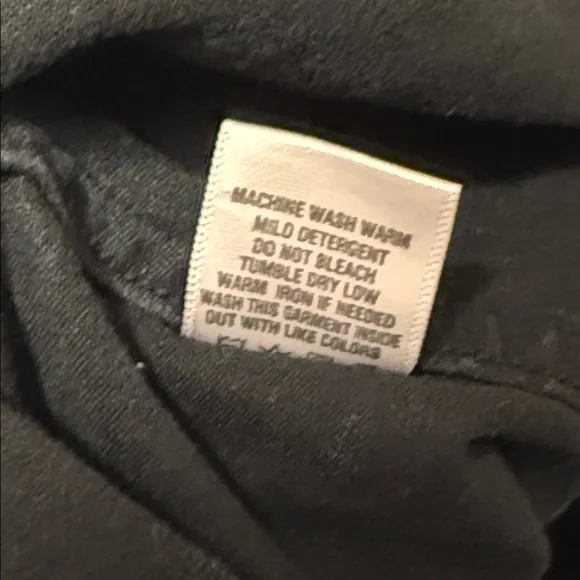 MACHINE WASH WARM
MILD DETERGENT
DO NOT BLEACH
TUMBLE DRY LOW
WARM IRON IF NEEDED
WASH THIS GARMENT INSIDE
OUT WITH LIKE COLORS